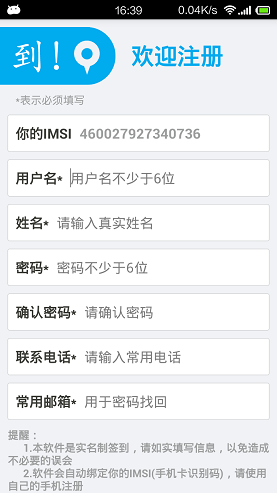 16:39 0.04K/s
到!
欢迎注册
*表示必须填写
你的IMSI 460027927340736
用户名* 用户名不少于6位
姓名* 请输入真实姓名
密码* 密码不少于6位
确认密码* 请确认密码
联系电话* 请输入常用电话
常用邮箱* 用于密码找回
提醒：
1.本软件是实名制签到，请如实填写信息，以免造成
不必要的误会
2.软件会自动绑定你的IMSI(手机卡识别码)，请使用
自己的手机注册